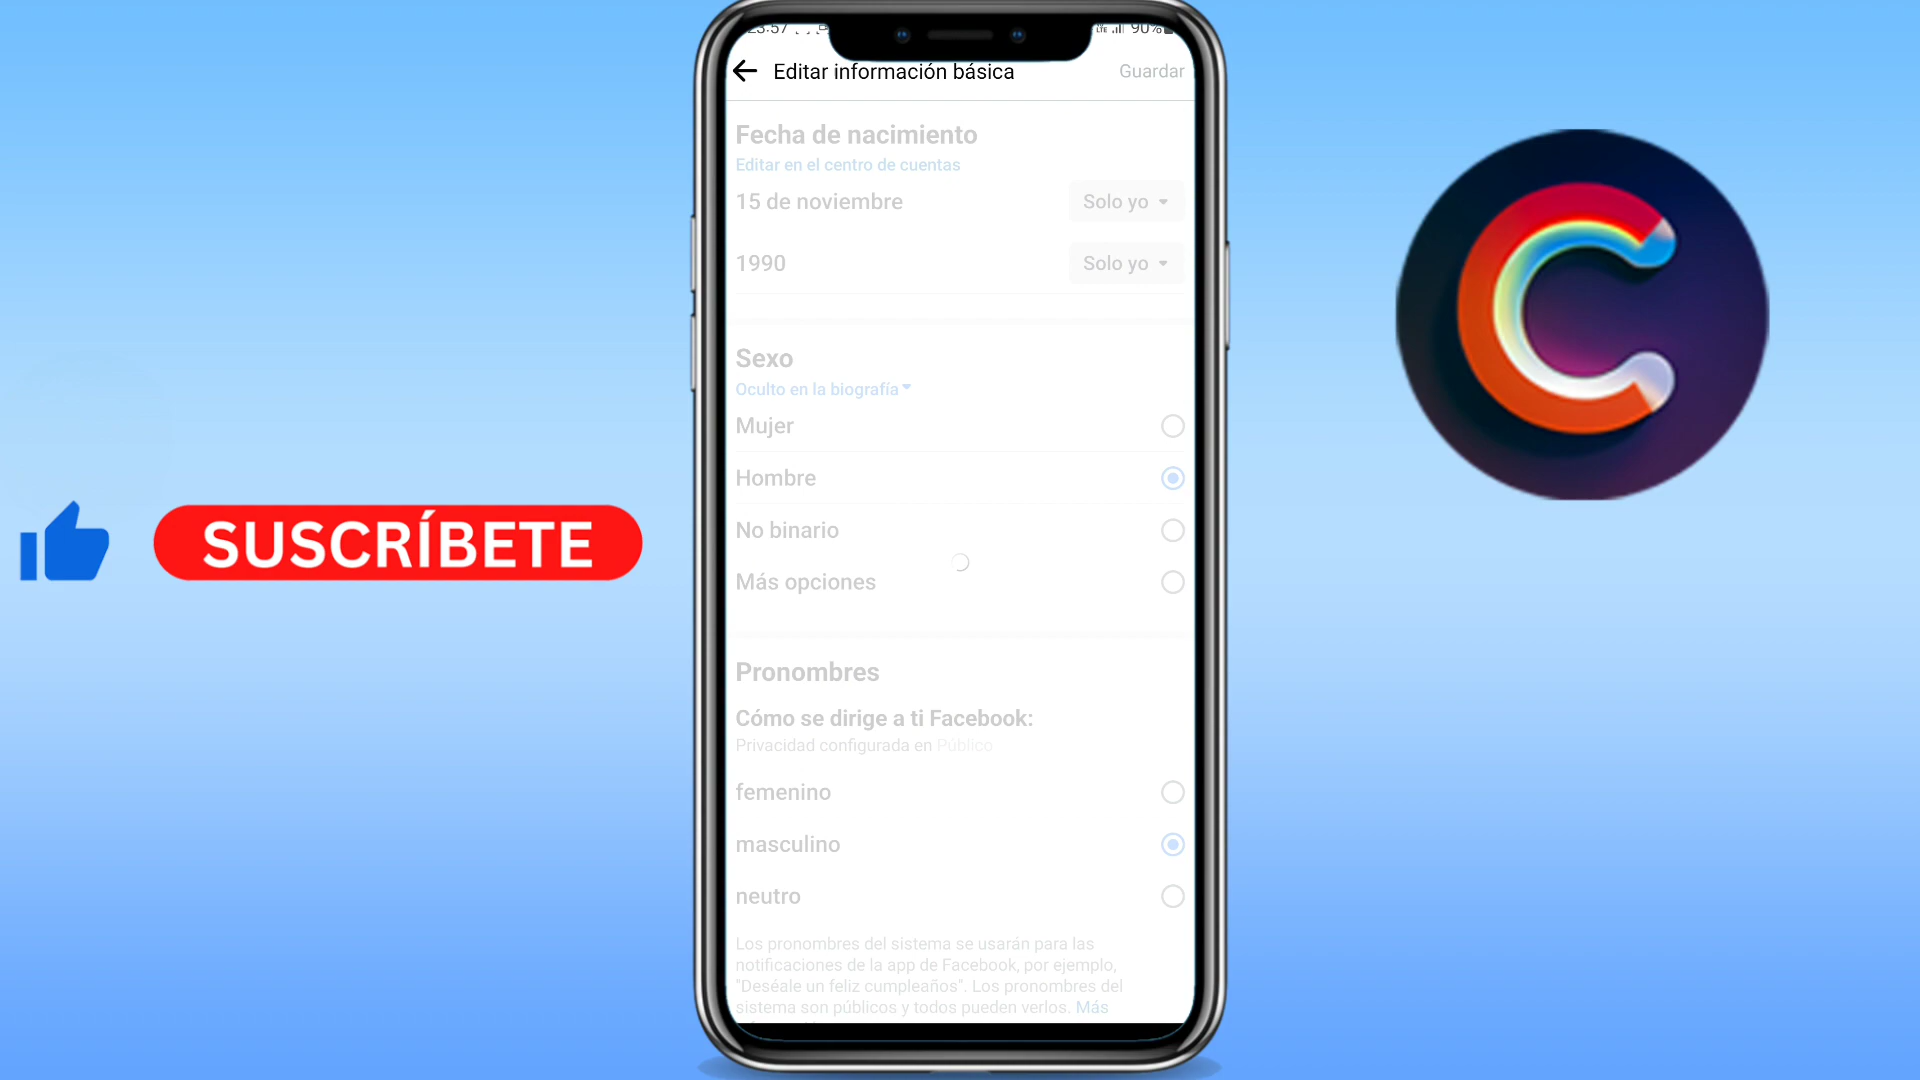 23:57
LTE 90%
Editar información básica
Guardar
Fecha de nacimiento
Editar en el centro de cuentas
15 de noviembre
Solo yo
1990
Solo yo
Sexo
Oculto en la biografía
Mujer
Hombre
No binario
Más opciones
SUSCRÍBETE
Pronombres
Cómo se dirige a ti Facebook:
Privacidad configurada en Público
femenino
masculino
neutro
Los pronombres del sistema se usarán para las
notificaciones de la app de Facebook, por ejemplo,
"Deséale un feliz cumpleaños". Los pronombres del
sistema son públicos y todos pueden verlos. Más